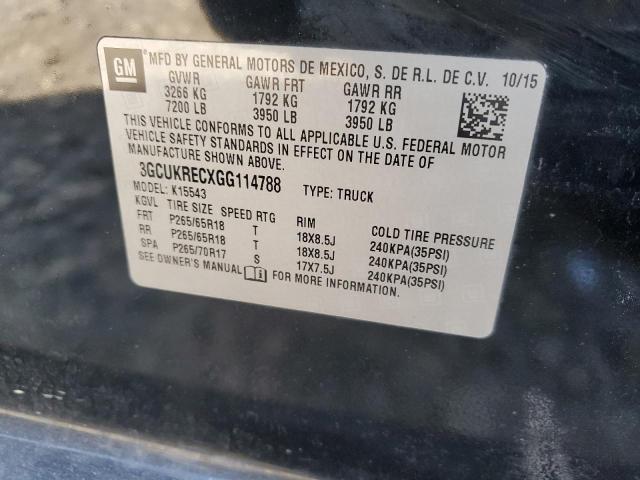 GM
MFD BY GENERAL MOTORS DE MEXICO, S. DE R.L. DE C.V. 10/15
GVWR GAWR FRT GAWR RR
3266 KG 1792 KG 1792 KG
7200 LB 3950 LB 3950 LB
THIS VEHICLE CONFORMS TO ALL APPLICABLE U.S. FEDERAL MOTOR
VEHICLE SAFETY STANDARDS IN EFFECT ON THE DATE OF
MANUFACTURE SHOWN ABOVE.
3GCUKRECXGG114788 TYPE: TRUCK
MODEL: K15543
KGVL TIRE SIZE SPEED RTG RIM COLD TIRE PRESSURE
FRT P265/65R18 T 18X8.5J 240KPA(35PSI)
RR P265/65R18 T 18X8.5J 240KPA(35PSI)
SPA P265/70R17 S 17X7.5J 240KPA(35PSI)
SEE OWNER'S MANUAL FOR MORE INFORMATION.